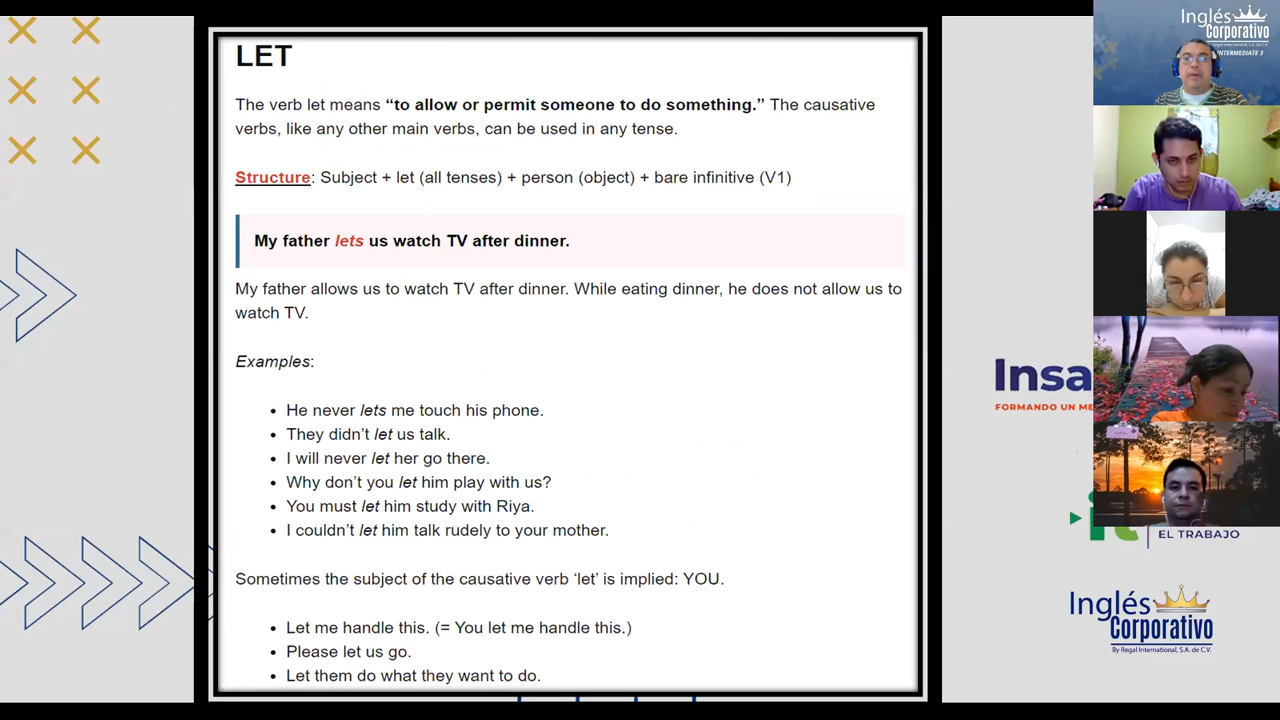 LET
The verb let means “to allow or permit someone to do something.” The causative
verbs, like any other main verbs, can be used in any tense.
Structure: Subject + let (all tenses) + person (object) + bare infinitive (V1)
My father lets us watch TV after dinner.
My father allows us to watch TV after dinner. While eating dinner, he does not allow us to
watch TV.
Examples:
• He never lets me touch his phone.
• They didn’t let us talk.
• I will never let her go there.
• Why don’t you let him play with us?
• You must let him study with Riya.
• I couldn’t let him talk rudely to your mother.
Sometimes the subject of the causative verb ‘let’ is implied: YOU.
• Let me handle this. (= You let me handle this.)
• Please let us go.
• Let them do what they want to do.
Inglés
Corporativo
By Regal International, S.A. de C.V.
INTERMEDIATE 3
Insa
FORMANDO UN ME
EL TRABAJO
Inglés
Corporativo
By Regal International, S.A. de C.V.